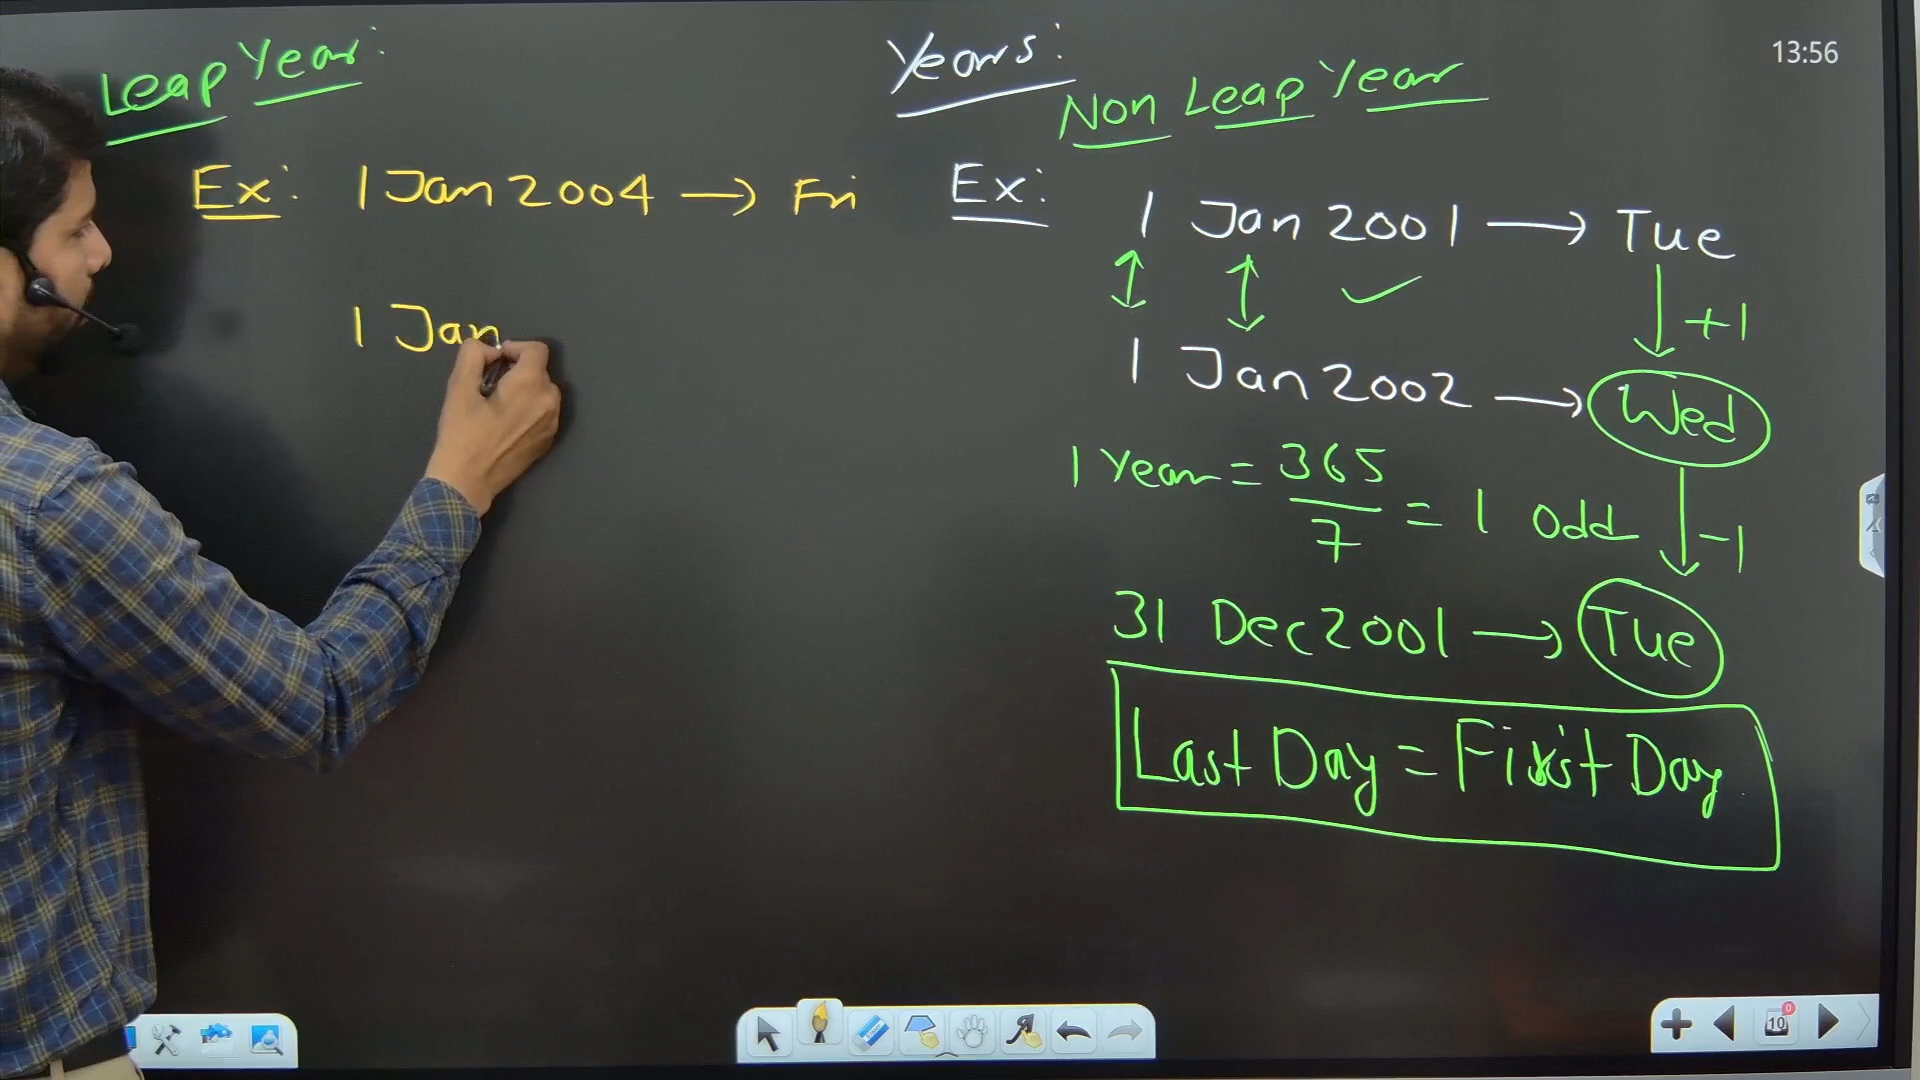 Years:
13:56
Leap Year:
Ex: 1 Jan 2004 → Fri
1 Jan
Non Leap Year
Ex: 1 Jan 2001 → Tue
+1
1 Jan 2002 → Wed
1 Year = 365/7 = 1 Odd
-1
31 Dec 2001 → Tue
Last Day = First Day
10
0